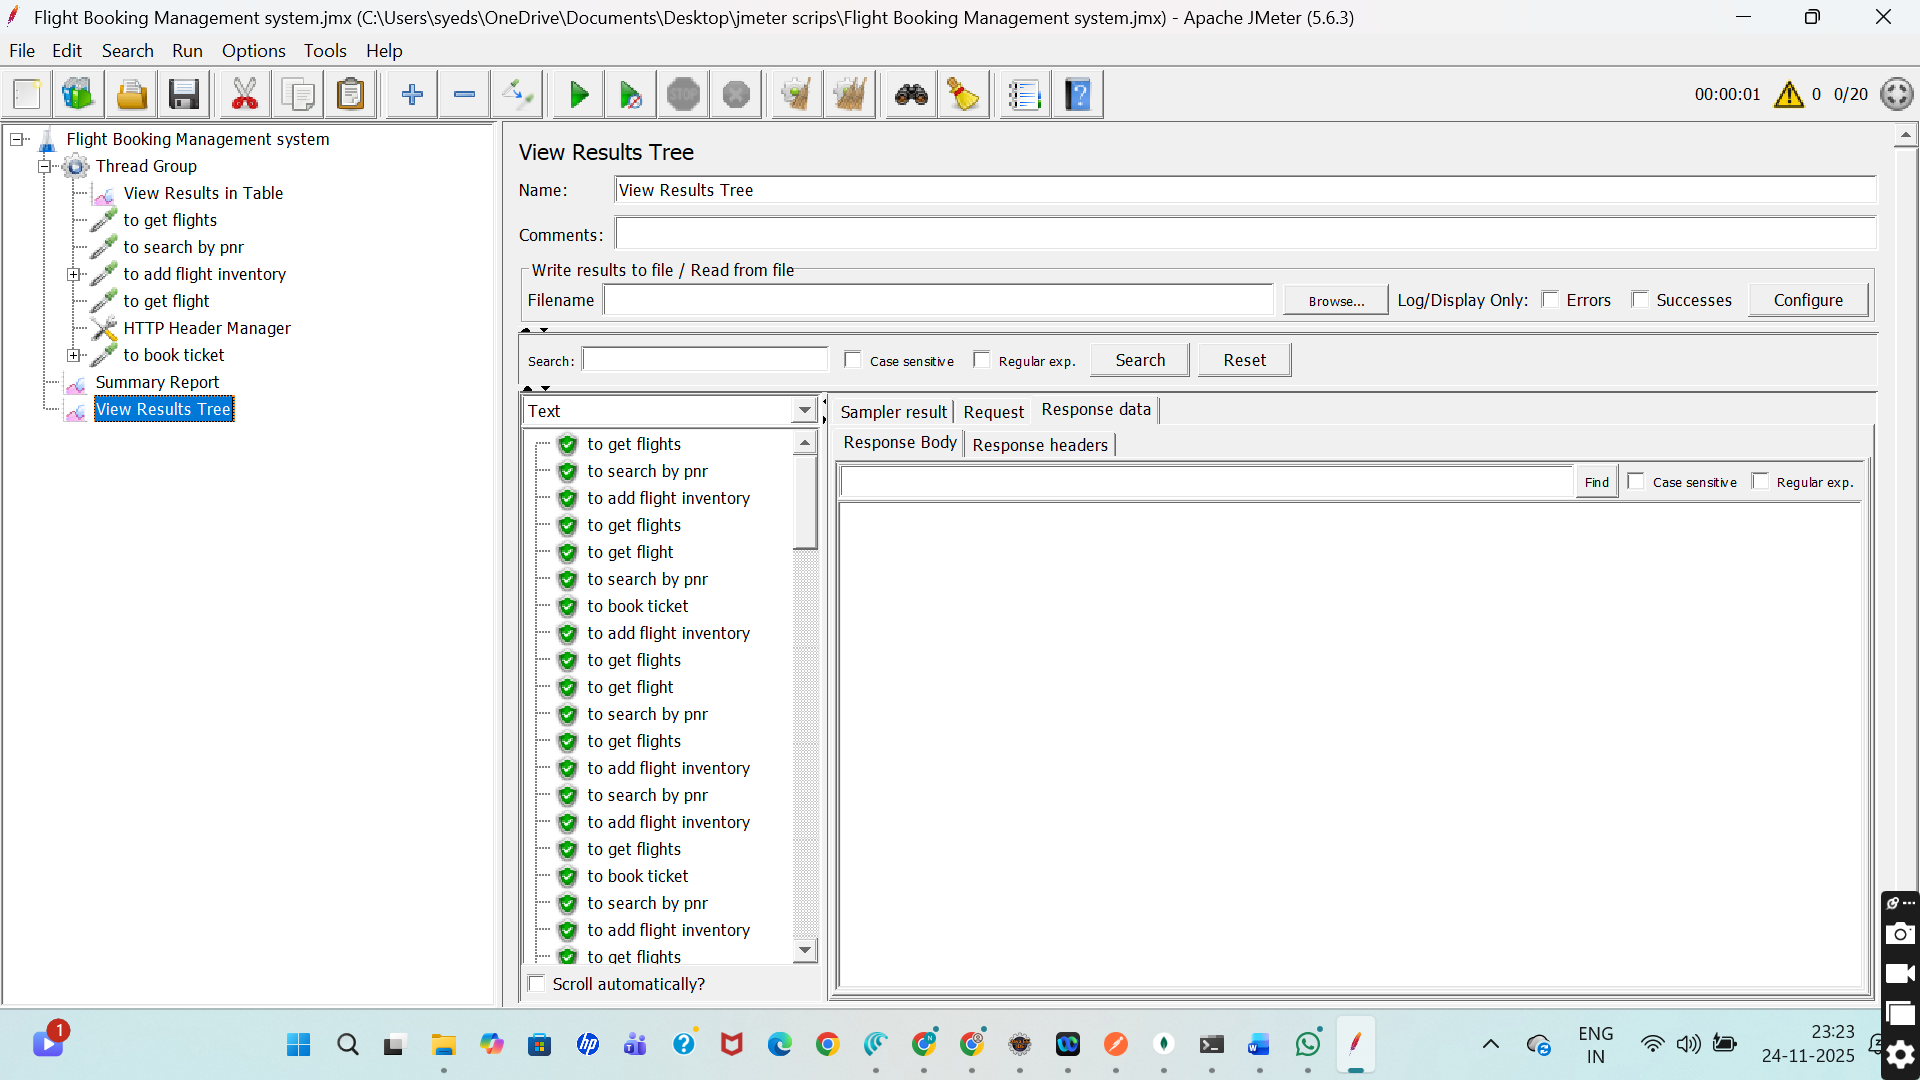 Flight Booking Management system.jmx (C:\Users\syeds\OneDrive\Documents\Desktop\jmeter scrips\Flight Booking Management system.jmx) - Apache JMeter (5.6.3)
File Edit Search Run Options Tools Help
STOP
00:00:01 0 0/20
Flight Booking Management system
Thread Group
View Results in Table
to get flights
to search by pnr
to add flight inventory
to get flight
HTTP Header Manager
to book ticket
Summary Report
View Results Tree
View Results Tree
Name: View Results Tree
Comments:
Write results to file / Read from file
Filename Browse... Log/Display Only: Errors Successes Configure
Search: Case sensitive Regular exp. Search Reset
Text
to get flights
to search by pnr
to add flight inventory
to get flights
to get flight
to search by pnr
to book ticket
to add flight inventory
to get flights
to get flight
to search by pnr
to get flights
to add flight inventory
to search by pnr
to add flight inventory
to get flights
to book ticket
to search by pnr
to add flight inventory
to get flights
Scroll automatically?
Sampler result Request Response data
Response Body Response headers
Find Case sensitive Regular exp.
1
hp
N
W
ENG
IN
23:23
24-11-2025